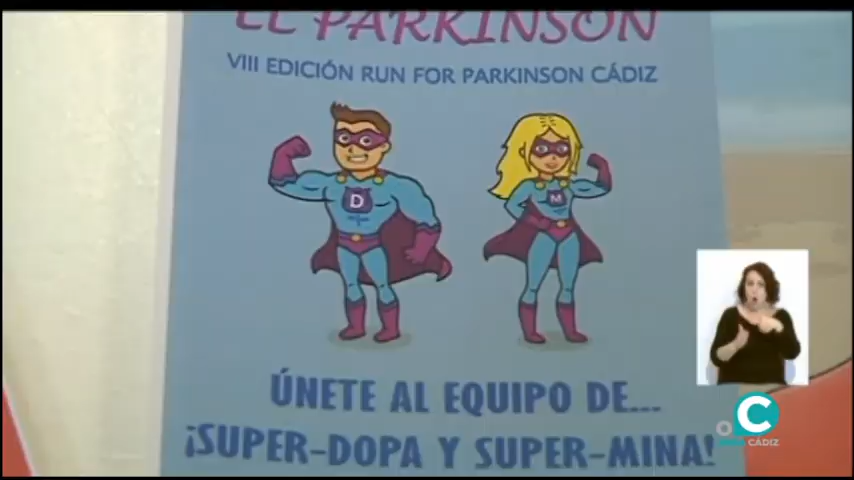 EL PARKINSON
VIII EDICIÓN RUN FOR PARKINSON CÁDIZ
D
M
ÚNETE AL EQUIPO DE...
¡SUPER-DOPA Y SUPER-MINA!
C
CÁDIZ